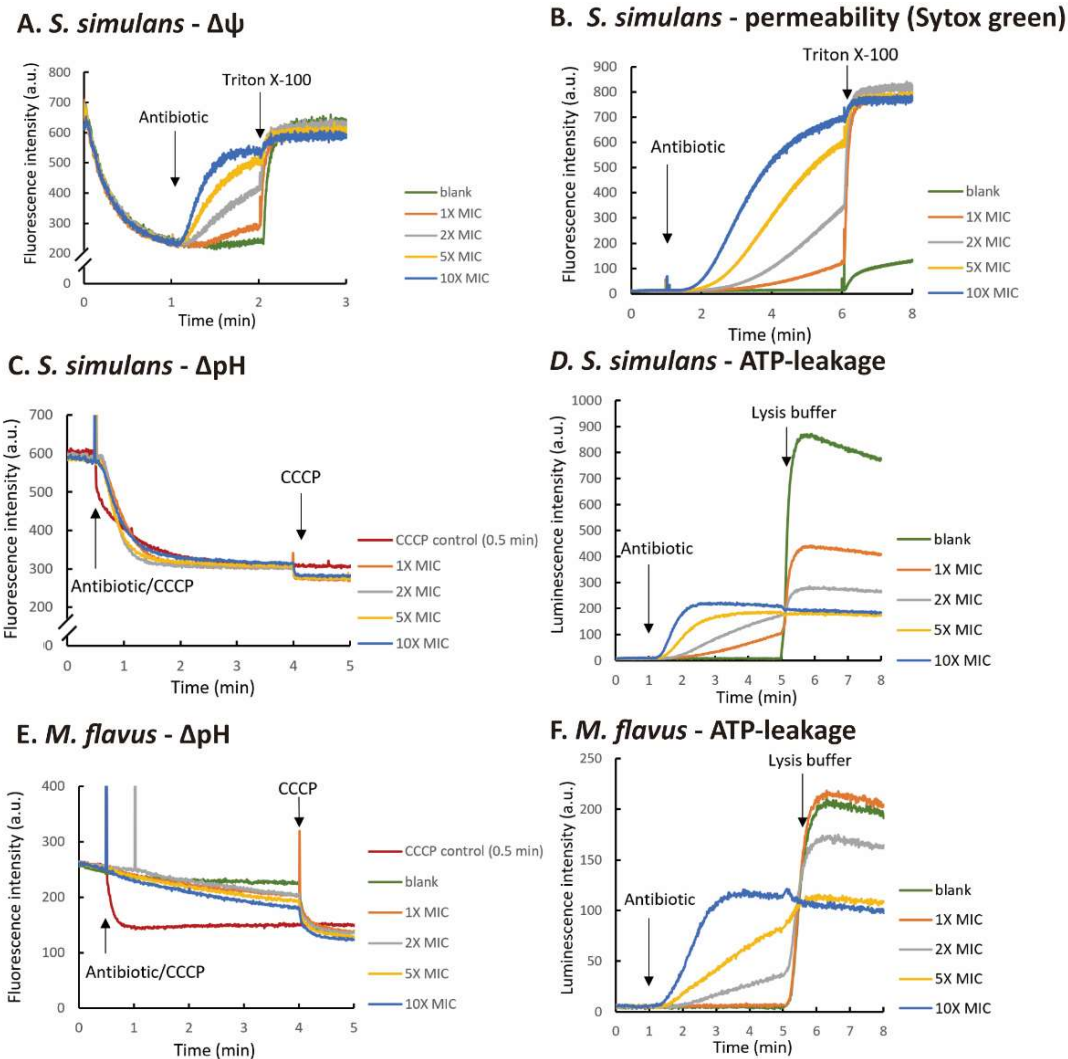 A. S. simulans - Δψ
Fluorescence intensity (a.u.)
800
700
600
500
400
300
200
0
0
1
2
3
Time (min)
Antibiotic
Triton X-100
blank
1X MIC
2X MIC
5X MIC
10X MIC
B. S. simulans - permeability (Sytox green)
Fluorescence intensity (a.u.)
900
800
700
600
500
400
300
200
100
0
0
2
4
6
8
Time (min)
Antibiotic
Triton X-100
blank
1X MIC
2X MIC
5X MIC
10X MIC
C. S. simulans - ΔpH
Fluorescence intensity (a.u.)
700
600
500
400
300
200
0
0
1
2
3
4
5
Time (min)
Antibiotic/CCCP
CCCP
CCCP control (0.5 min)
1X MIC
2X MIC
5X MIC
10X MIC
D. S. simulans - ATP-leakage
Luminescence intensity (a.u.)
1000
900
800
700
600
500
400
300
200
100
0
0
1
2
3
4
5
6
7
8
Time (min)
Antibiotic
Lysis buffer
blank
1X MIC
2X MIC
5X MIC
10X MIC
E. M. flavus - ΔpH
Fluorescence intensity (a.u.)
400
300
200
100
0
0
1
2
3
4
5
Time (min)
Antibiotic/CCCP
CCCP
CCCP control (0.5 min)
blank
1X MIC
2X MIC
5X MIC
10X MIC
F. M. flavus - ATP-leakage
Luminescence intensity (a.u.)
250
200
150
100
50
0
0
1
2
3
4
5
6
7
8
Time (min)
Antibiotic
Lysis buffer
blank
1X MIC
2X MIC
5X MIC
10X MIC